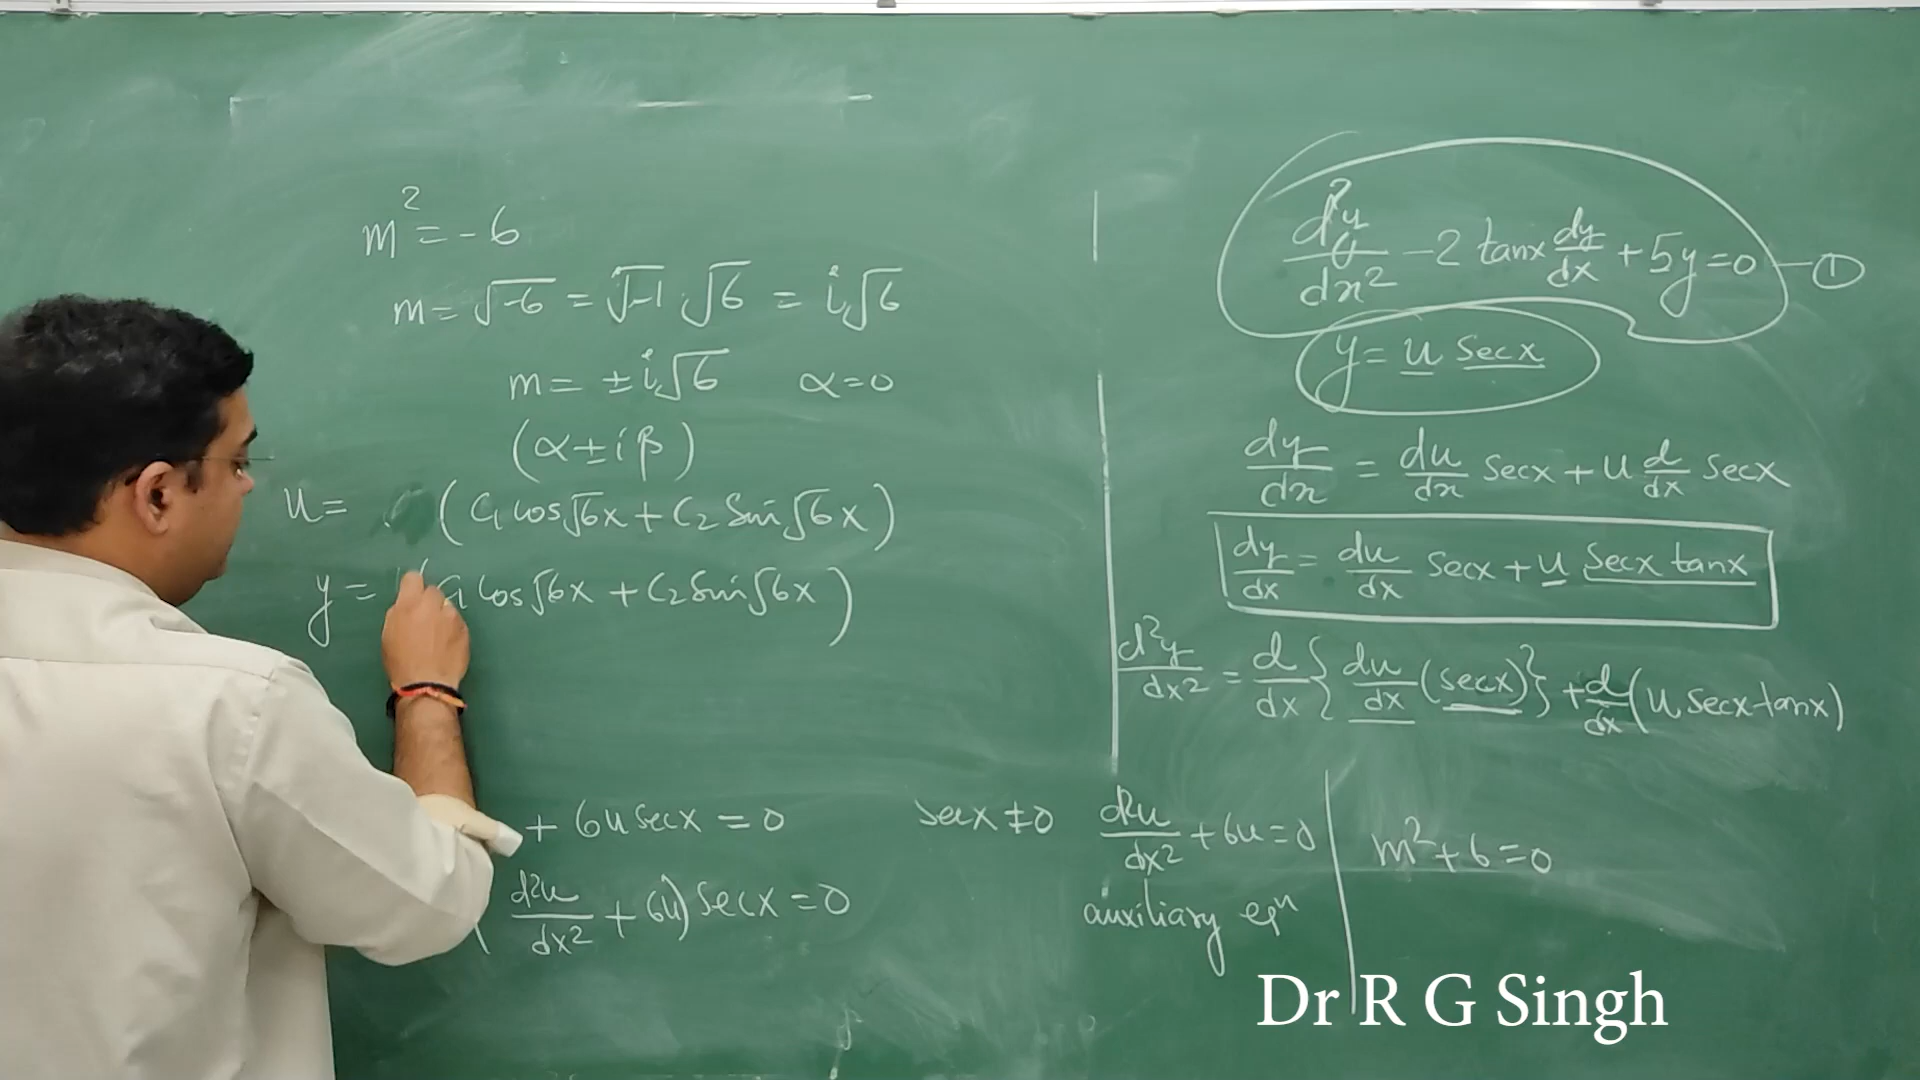 m² = -6
m = √-6 = √-1 . √6 = i√6
m = ± i√6 α = 0
(α ± iβ)
u = (C₁ cos√6x + C₂ Sin√6x)
y = C₁ cos√6x + C₂ Sin√6x)
+ 6u secx = 0
(d²u/dx² + 6u) secx = 0
secx ≠ 0
d²y/dx² - 2 tanx dy/dx + 5y = 0 — ①
y = u Secx
dy/dx = du/dx secx + u d/dx secx
dy/dx = du/dx secx + u secx tanx
d²y/dx² = d/dx { du/dx (secx) } + d/dx (u secx tanx)
d²u/dx² + 6u = 0
auxiliary eqⁿ
m² + 6 = 0
Dr R G Singh